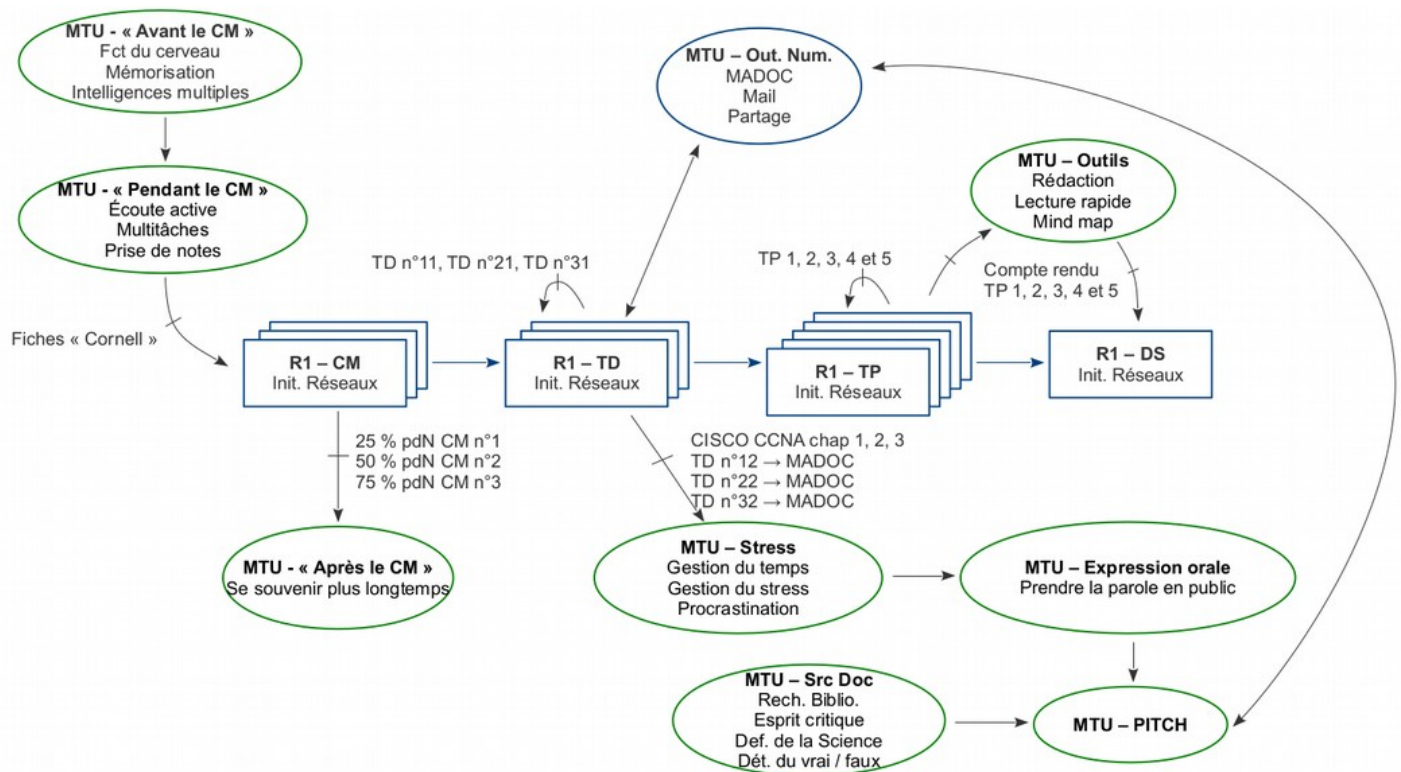 MTU - « Avant le CM »
Fct du cerveau
Mémorisation
Intelligences multiples
MTU – Out. Num.
MADOC
Mail
Partage
MTU - « Pendant le CM »
Écoute active
Multitâches
Prise de notes
MTU – Outils
Rédaction
Lecture rapide
Mind map
Fiches « Cornell »
TD n°11, TD n°21, TD n°31
TP 1, 2, 3, 4 et 5
Compte rendu
TP 1, 2, 3, 4 et 5
R1 – CM
Init. Réseaux
R1 – TD
Init. Réseaux
R1 – TP
Init. Réseaux
R1 – DS
Init. Réseaux
25 % pdN CM n°1
50 % pdN CM n°2
75 % pdN CM n°3
CISCO CCNA chap 1, 2, 3
TD n°12 → MADOC
TD n°22 → MADOC
TD n°32 → MADOC
MTU - « Après le CM »
Se souvenir plus longtemps
MTU – Stress
Gestion du temps
Gestion du stress
Procrastination
MTU – Expression orale
Prendre la parole en public
MTU – Src Doc
Rech. Biblio.
Esprit critique
Def. de la Science
Dét. du vrai / faux
MTU – PITCH